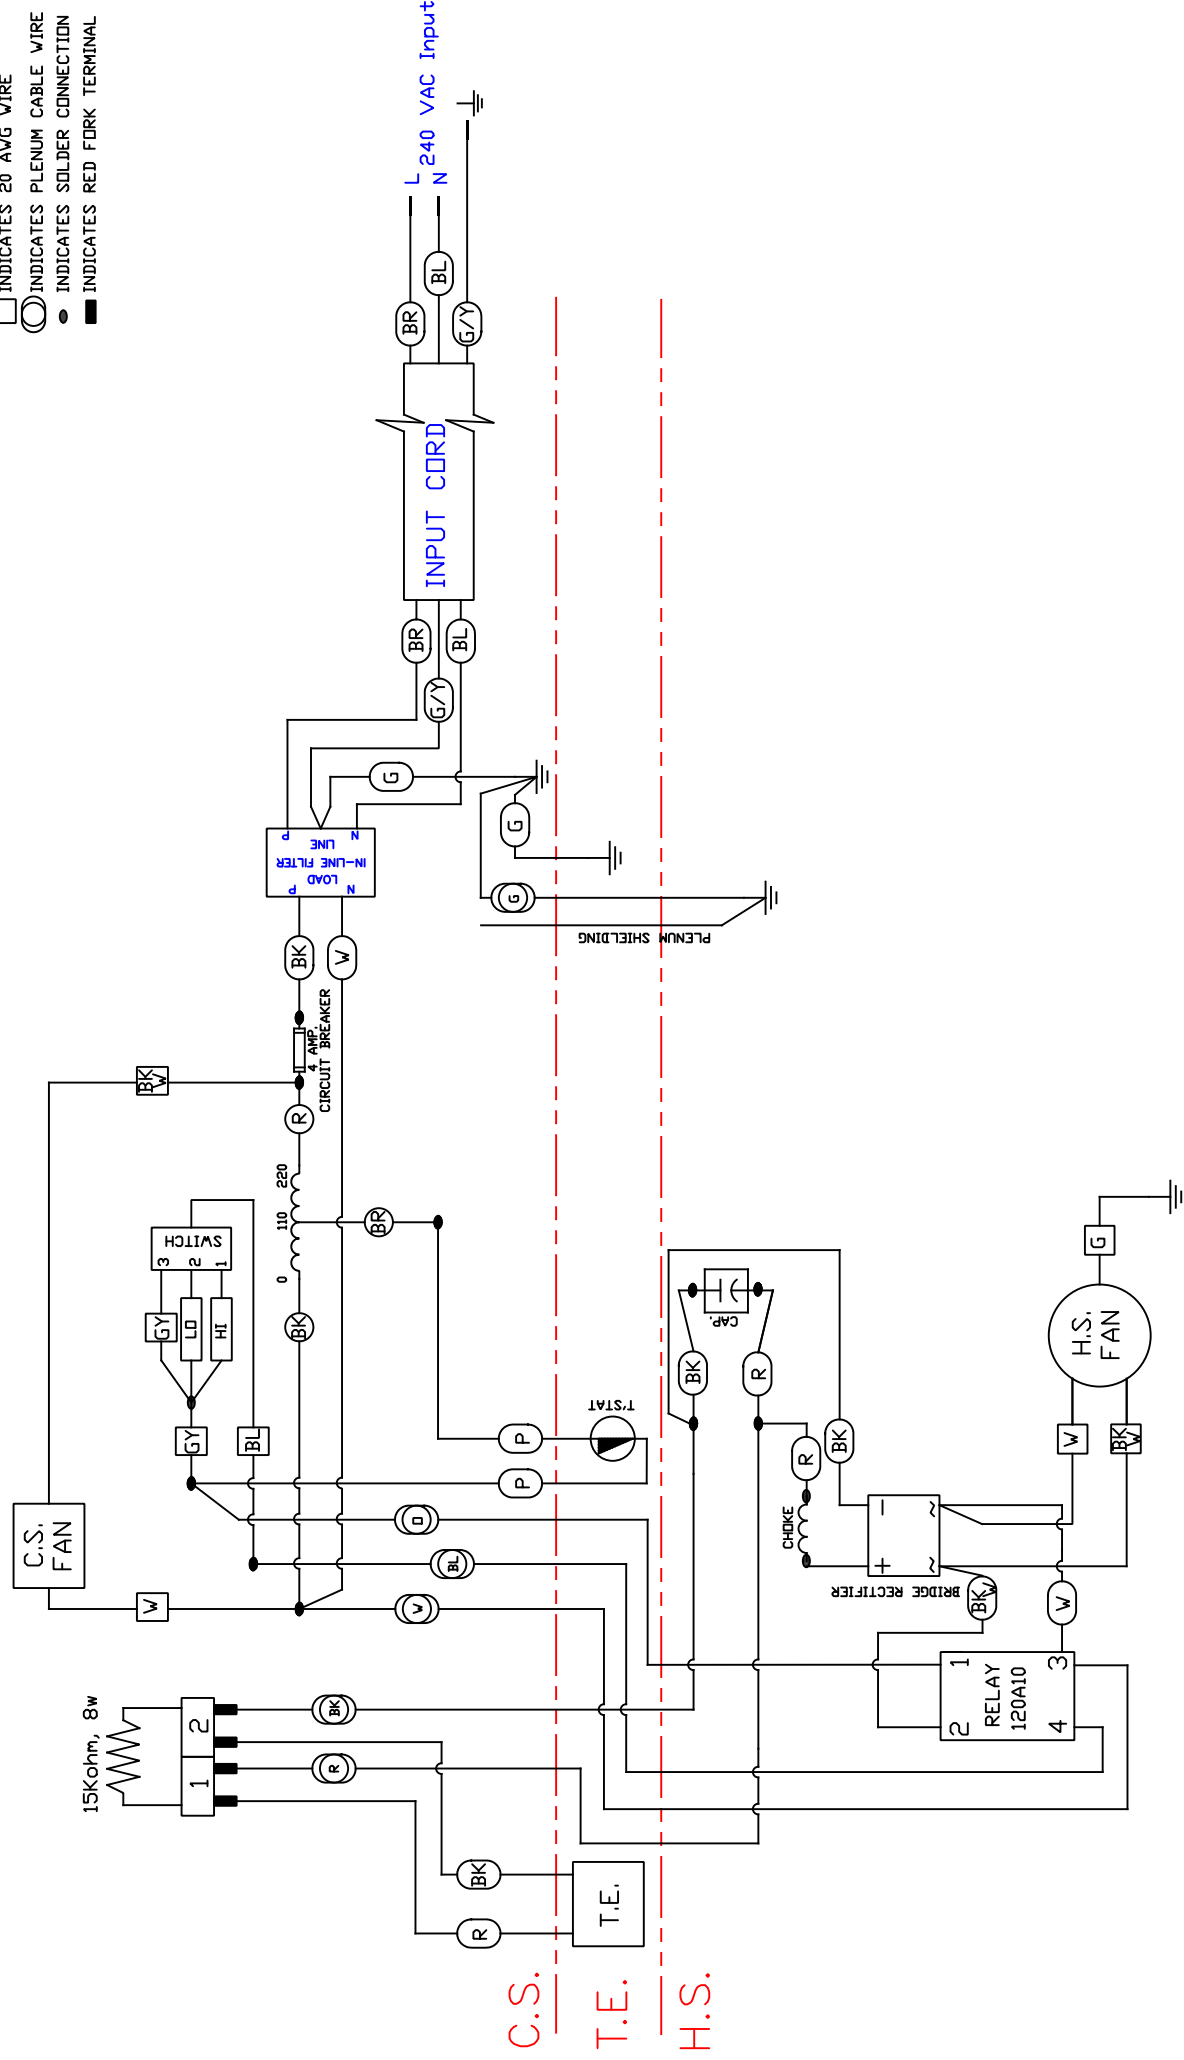 INDICATES 20 AWG WIRE
INDICATES PLENUM CABLE WIRE
INDICATES SOLDER CONNECTION
INDICATES RED FORK TERMINAL
L
240 VAC Input
N
BR
BL
G/Y
INPUT CORD
BR
G/Y
BL
G
G
G
PLENUM SHIELDING
P
N
LINE
IN-LINE FILTER
LOAD
P
N
BK
W
4 AMP.
CIRCUIT BREAKER
BK
W
R
220
110
0
BR
BK
SWITCH
3
2
1
GY
LO
HI
GY
BL
C.S.
FAN
W
P
P
T'STAT
O
BL
W
CAP.
BK
R
R
BK
CHOKE
-
+
~
~
BRIDGE RECTIFIER
G
H.S.
FAN
W
BK
W
BK
W
W
RELAY
120A10
1
2
3
4
15Kohm, 8w
2
1
BK
R
BK
R
T.E.
C.S.
T.E.
H.S.